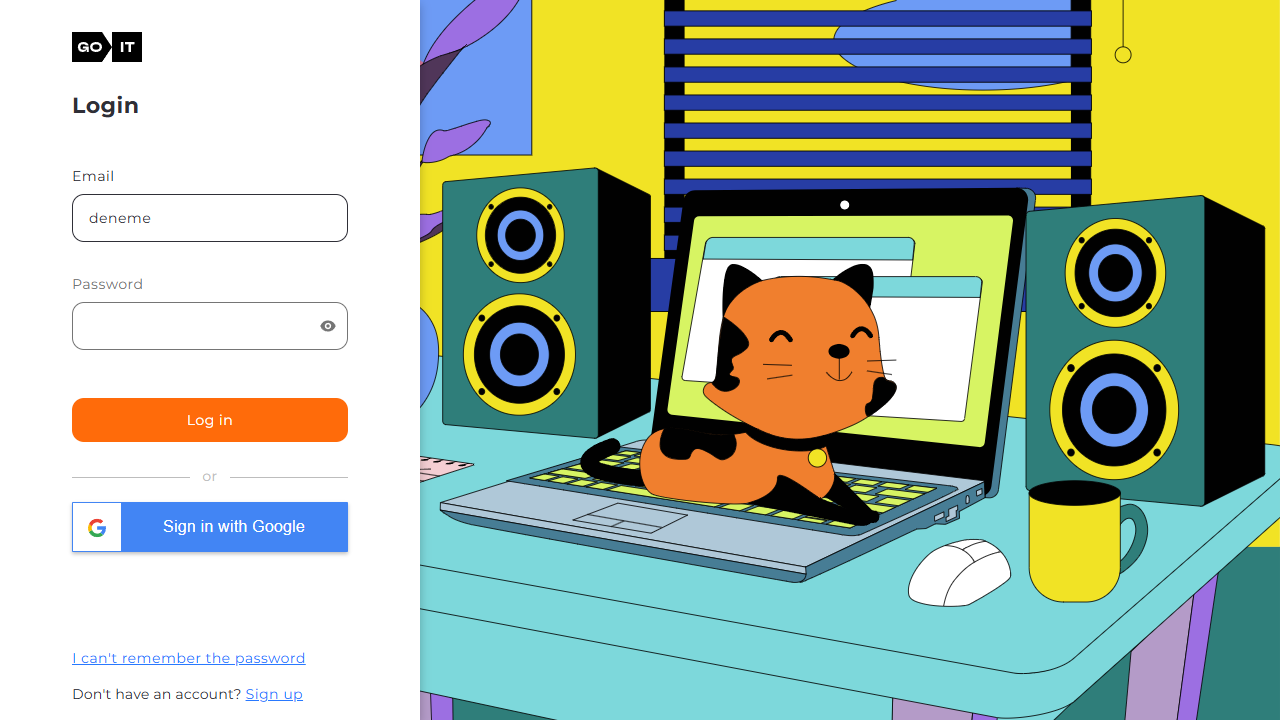 GO IT
Login
Email
deneme
Password
Log in
or
Sign in with Google
I can't remember the password
Don't have an account? Sign up